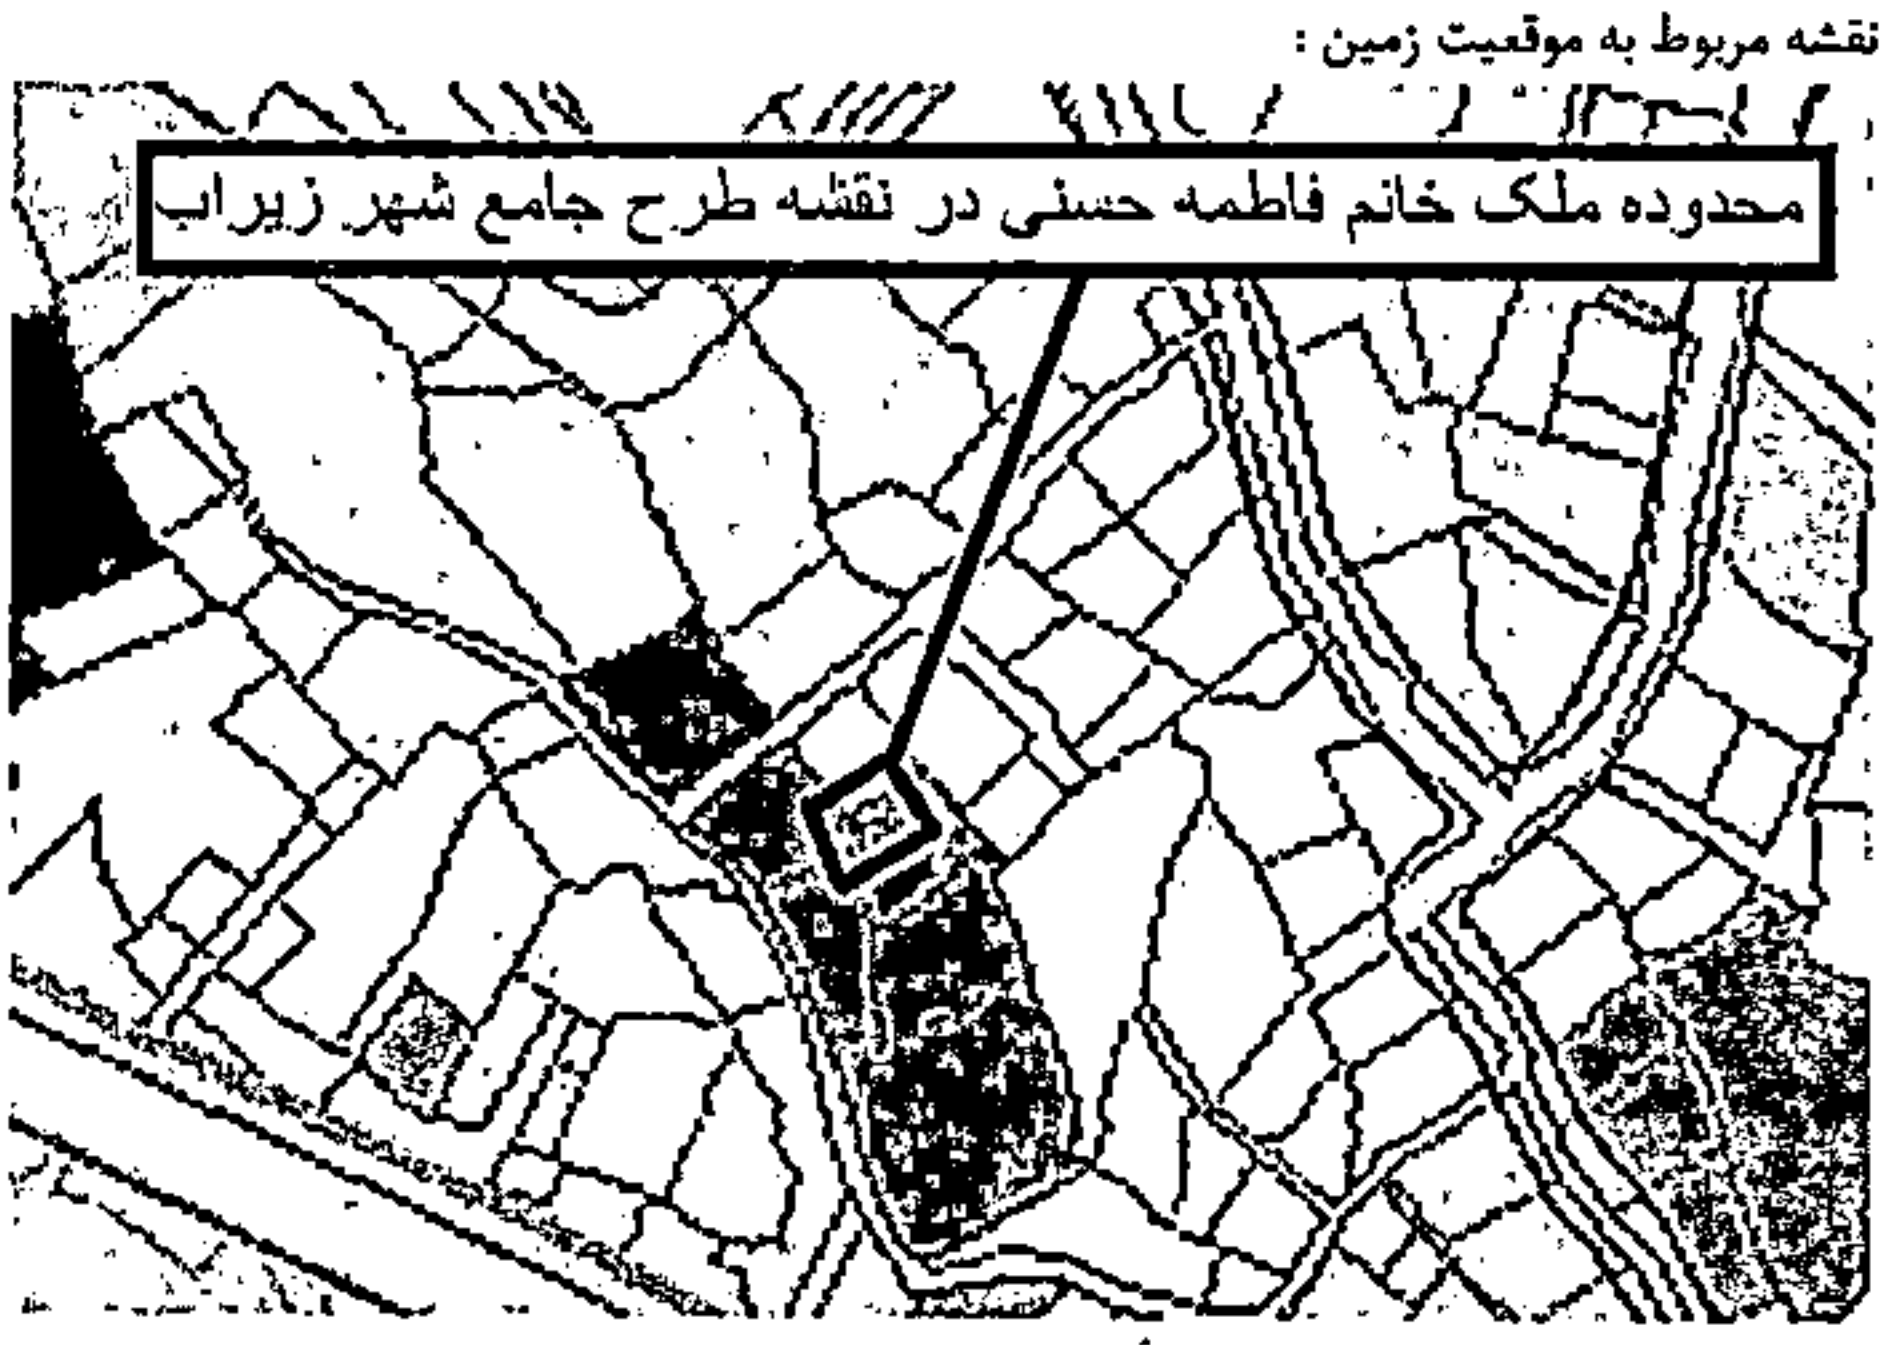 نقشه مربوط به موقعیت زمین :
محدوده ملک خانم فاطمه حسنی در نقشه طرح جامع شهر زیراب